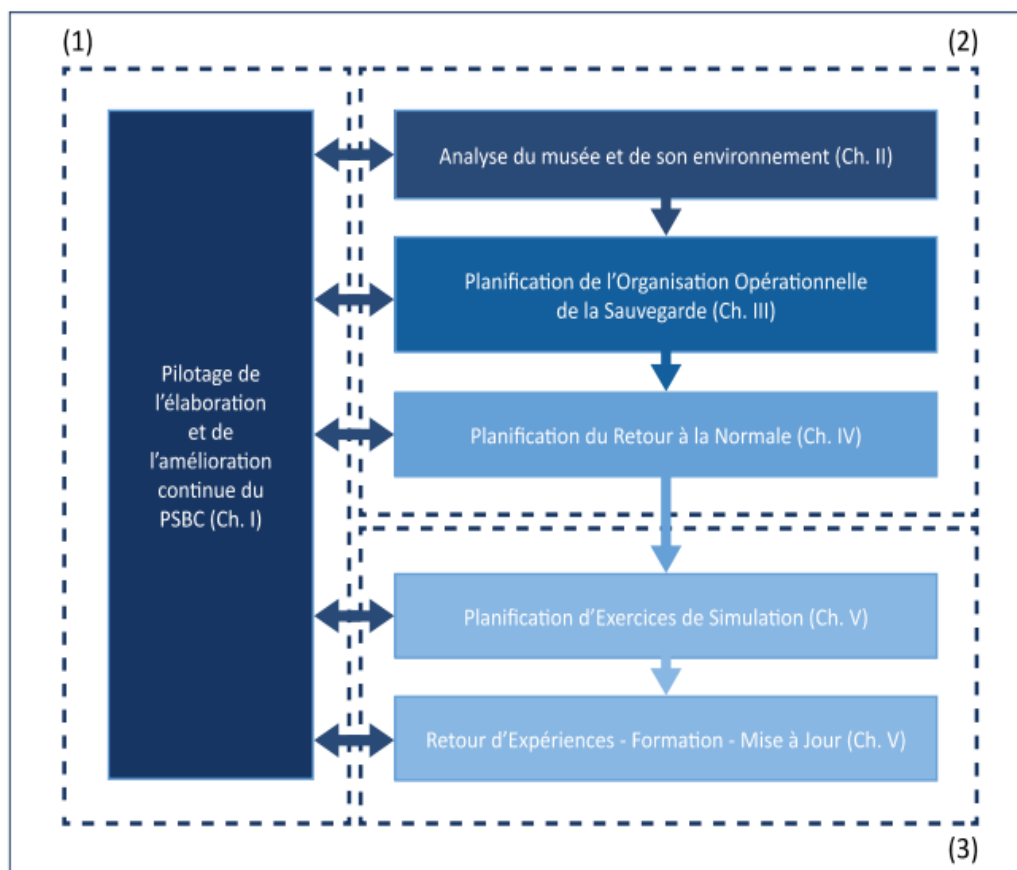 (1)
(2)
Analyse du musée et de son environnement (Ch. II)
Planification de l’Organisation Opérationnelle
de la Sauvegarde (Ch. III)
Pilotage de
l’élaboration
et de
l’amélioration
continue du
PSBC (Ch. I)
Planification du Retour à la Normale (Ch. IV)
Planification d’Exercices de Simulation (Ch. V)
Retour d’Expériences - Formation - Mise à Jour (Ch. V)
(3)